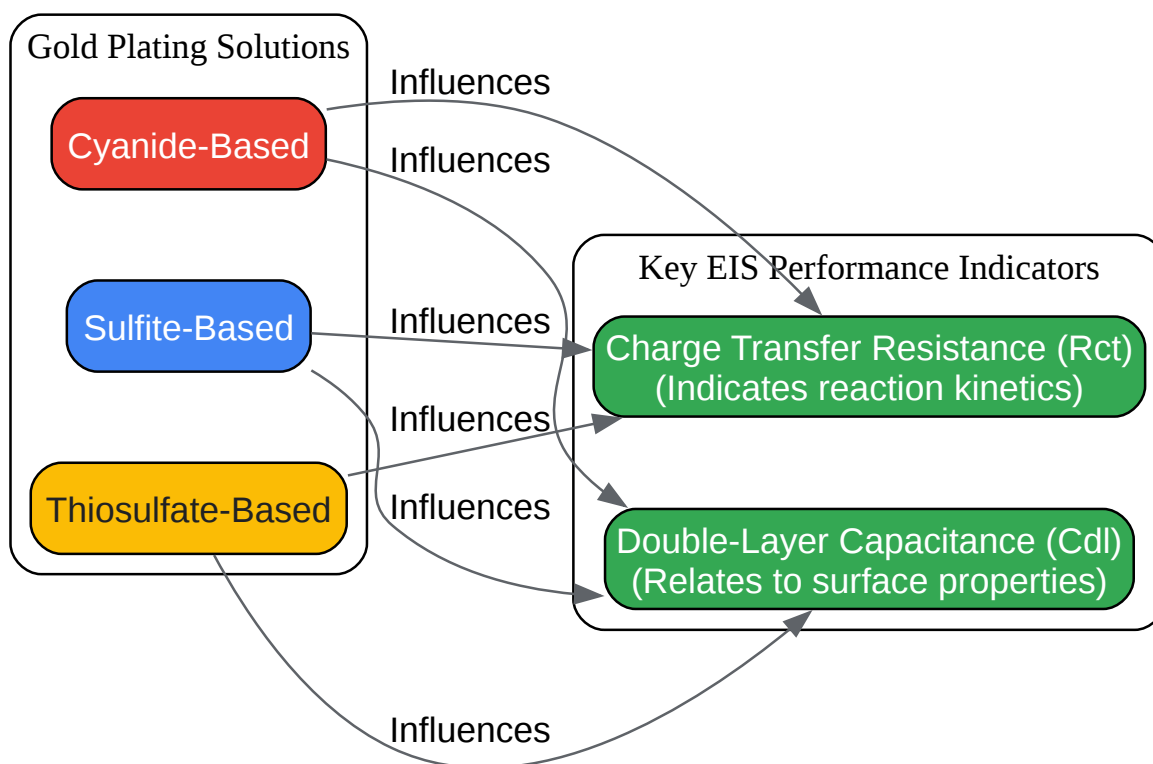 Gold Plating Solutions
Cyanide-Based
Sulfite-Based
Thiosulfate-Based
Influences
Influences
Influences
Influences
Influences
Influences
Key EIS Performance Indicators
Charge Transfer Resistance (Rct)
(Indicates reaction kinetics)
Double-Layer Capacitance (Cdl)
(Relates to surface properties)